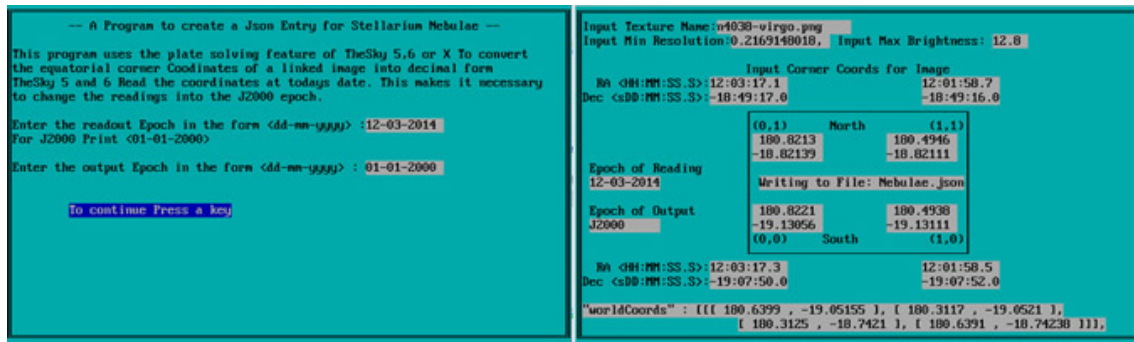 -- A Program to create a Json Entry for Stellarium Nebulae --
This program uses the plate solving feature of TheSky 5,6 or X To convert
the equatorial corner Coodinates of a linked image into decimal form
TheSky 5 and 6 Read the coordinates at todays date. This makes it necessary
to change the readings into the J2000 epoch.
Enter the readout Epoch in the form <dd-mm-yyyy> :12-03-2014
For J2000 Print <01-01-2000>
Enter the output Epoch in the form <dd-mm-yyyy> : 01-01-2000
To continue Press a key
Input Texture Name:n4038-virgo.png
Input Min Resolution:0.2169148018, Input Max Brightness: 12.8
Input Corner Coords for Image
RA <HH:MM:SS.S>:12:03:17.1 12:01:58.7
Dec <sDD:MM:SS.S>:-18:49:17.0 -18:49:16.0
(0,1) North (1,1)
180.8213 180.4946
-18.82139 -18.82111
Epoch of Reading
12-03-2014 Writing to File: Nebulae.json
Epoch of Output 180.8221 180.4938
J2000 -19.13056 -19.13111
(0,0) South (1,0)
RA <HH:MM:SS.S>:12:03:17.3 12:01:58.5
Dec <sDD:MM:SS.S>:-19:07:50.0 -19:07:52.0
"worldCoords" : [[[ 180.6399 , -19.05155 ], [ 180.3117 , -19.0521 ],
[ 180.3125 , -18.7421 ], [ 180.6391 , -18.74238 ]]],